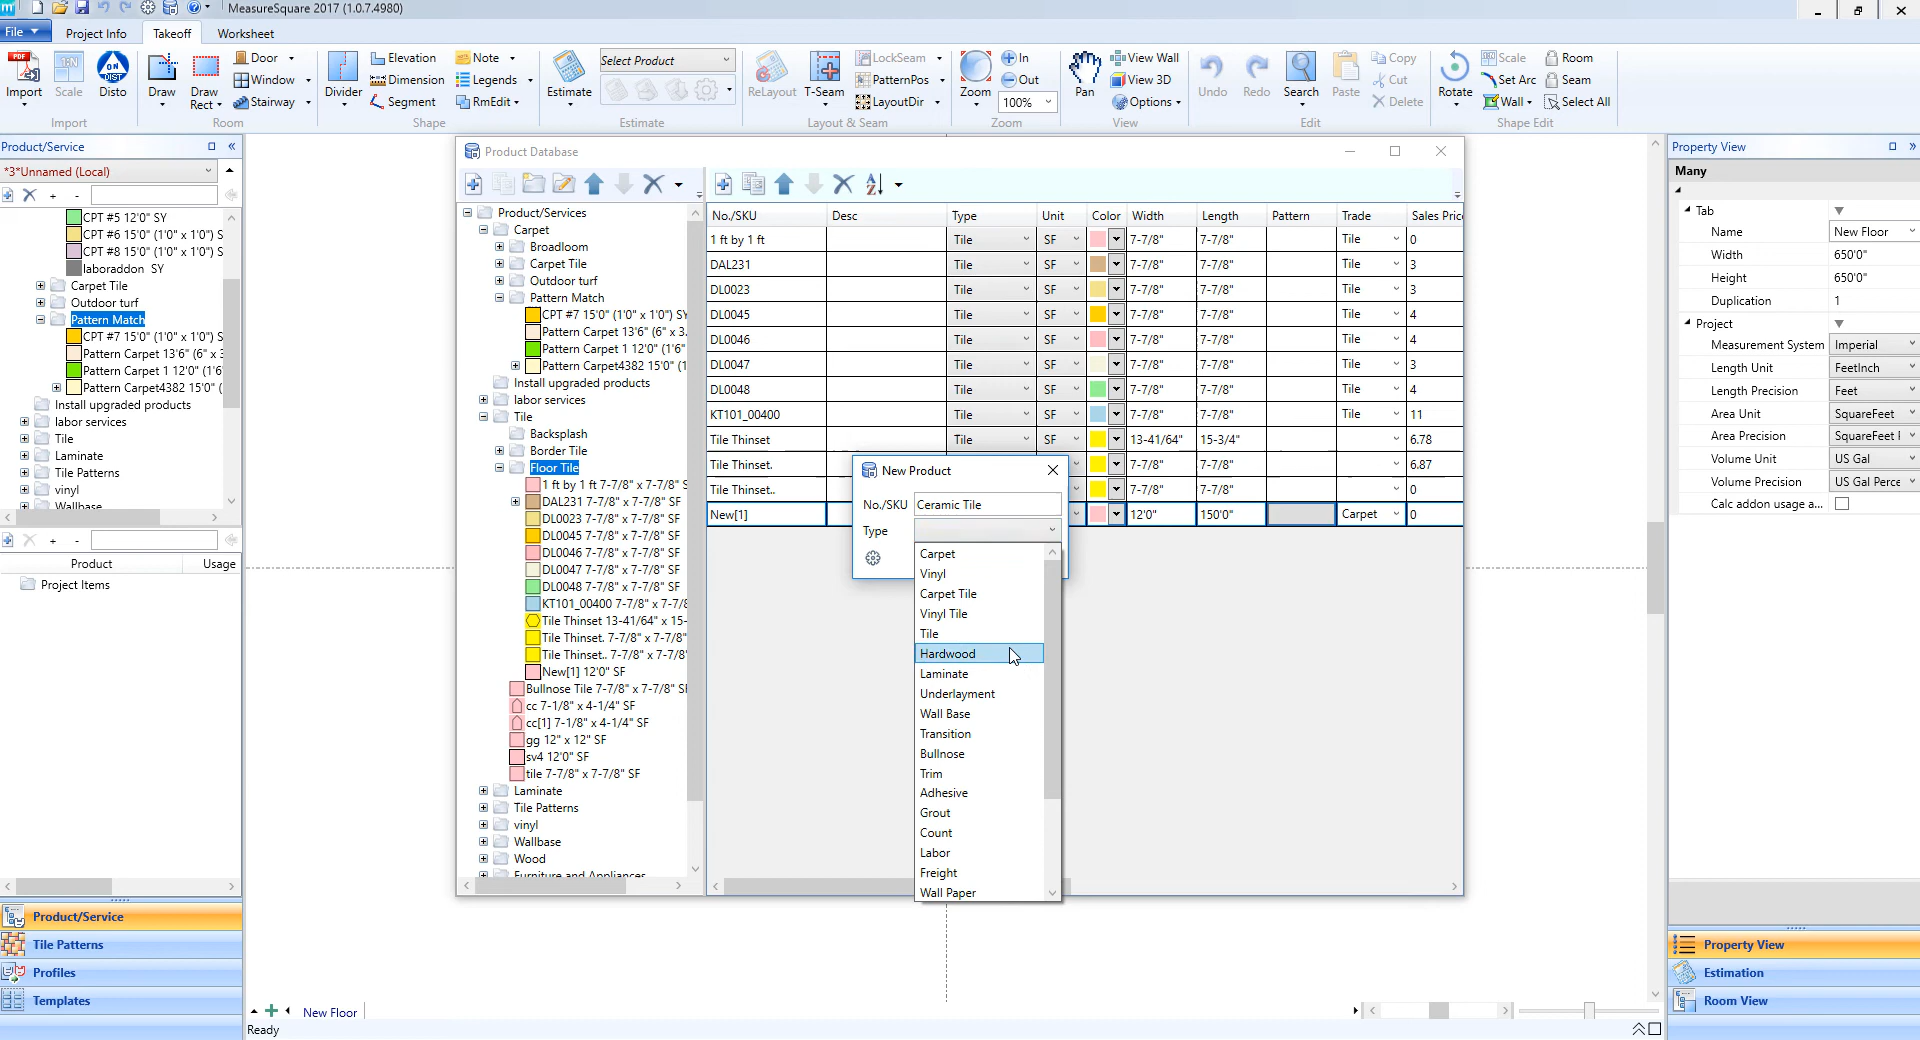 MeasureSquare 2017 (1.0.7.4980)
File
Project Info
Takeoff
Worksheet
PDF
Import
Scale
ON DIST
Disto
Draw
Draw Rect
Door
Window
Stairway
Divider
Elevation
Dimension
Segment
Note
Legends
RmEdit
Estimate
Select Product
ReLayout
T-Seam
LockSeam
PatternPos
LayoutDir
Zoom
In
Out
100%
Pan
View Wall
View 3D
Options
Undo
Redo
Search
Paste
Copy
Cut
Delete
Rotate
Scale
Set Arc
Wall
Room
Seam
Select All
Import
Room
Shape
Estimate
Layout & Seam
Zoom
View
Edit
Shape Edit
Product/Service
*3*Unnamed (Local)
CPT #5 12'0" SY
CPT #6 15'0" (1'0" x 1'0") S
CPT #8 15'0" (1'0" x 1'0") S
laboraddon SY
Carpet Tile
Outdoor turf
Pattern Match
CPT #7 15'0" (1'0" x 1'0") S
Pattern Carpet 13'6" (6" x 3
Pattern Carpet 1 12'0" (1'6
Pattern Carpet4382 15'0" (
Install upgraded products
labor services
Tile
Laminate
Tile Patterns
vinyl
Wallbase
Product
Usage
Project Items
Product/Service
Tile Patterns
Profiles
Templates
Product Database
Product/Services
Carpet
Broadloom
Carpet Tile
Outdoor turf
Pattern Match
CPT #7 15'0" (1'0" x 1'0") SY
Pattern Carpet 13'6" (6" x 3.
Pattern Carpet 1 12'0" (1'6"
Pattern Carpet4382 15'0" (1
Install upgraded products
labor services
Tile
Backsplash
Border Tile
Floor Tile
1 ft by 1 ft 7-7/8" x 7-7/8" S
DAL231 7-7/8" x 7-7/8" SF
DL0023 7-7/8" x 7-7/8" SF
DL0045 7-7/8" x 7-7/8" SF
DL0046 7-7/8" x 7-7/8" SF
DL0047 7-7/8" x 7-7/8" SF
DL0048 7-7/8" x 7-7/8" SF
KT101_00400 7-7/8" x 7-7/8
Tile Thinset 13-41/64" x 15-
Tile Thinset. 7-7/8" x 7-7/8"
Tile Thinset.. 7-7/8" x 7-7/8
New[1] 12'0" SF
Bullnose Tile 7-7/8" x 7-7/8" SF
cc 7-1/8" x 4-1/4" SF
cc[1] 7-1/8" x 4-1/4" SF
gg 12" x 12" SF
sv4 12'0" SF
tile 7-7/8" x 7-7/8" SF
Laminate
Tile Patterns
vinyl
Wallbase
Wood
Furniture and Appliances
No./SKU Desc Type Unit Color Width Length Pattern Trade Sales Pric
1 ft by 1 ft Tile SF 7-7/8" 7-7/8" Tile 0
DAL231 Tile SF 7-7/8" 7-7/8" Tile 3
DL0023 Tile SF 7-7/8" 7-7/8" Tile 3
DL0045 Tile SF 7-7/8" 7-7/8" Tile 4
DL0046 Tile SF 7-7/8" 7-7/8" Tile 4
DL0047 Tile SF 7-7/8" 7-7/8" Tile 3
DL0048 Tile SF 7-7/8" 7-7/8" Tile 4
KT101_00400 Tile SF 7-7/8" 7-7/8" Tile 11
Tile Thinset Tile SF 13-41/64" 15-3/4" 6.78
Tile Thinset. 7-7/8" 7-7/8" 6.87
Tile Thinset.. 7-7/8" 7-7/8" 0
New[1] 12'0" 150'0" Carpet 0
New Product
No./SKU Ceramic Tile
Type
Carpet
Vinyl
Carpet Tile
Vinyl Tile
Tile
Hardwood
Laminate
Underlayment
Wall Base
Transition
Bullnose
Trim
Adhesive
Grout
Count
Labor
Freight
Wall Paper
Property View
Many
Tab
Name New Floor
Width 650'0"
Height 650'0"
Duplication 1
Project
Measurement System Imperial
Length Unit FeetInch
Length Precision Feet
Area Unit SquareFeet
Area Precision SquareFeet F
Volume Unit US Gal
Volume Precision US Gal Perce
Calc addon usage a...
Property View
Estimation
Room View
New Floor
Ready